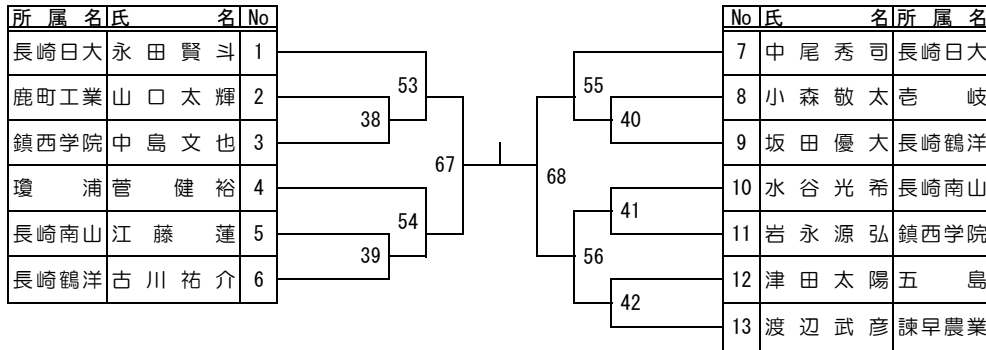 所属名 氏名 No
長崎日大 永田賢斗 1
鹿町工業 山口太輝 2
鎮西学院 中島文也 3
瓊浦 菅健裕 4
長崎南山 江藤蓮 5
長崎鶴洋 古川祐介 6
53
38
67
54
39
No 氏名 所属名
7 中尾秀司 長崎日大
8 小森敬太 壱岐
9 坂田優大 長崎鶴洋
10 水谷光希 長崎南山
11 岩永源弘 鎮西学院
12 津田太陽 五島
13 渡辺武彦 諫早農業
55
40
68
41
56
42